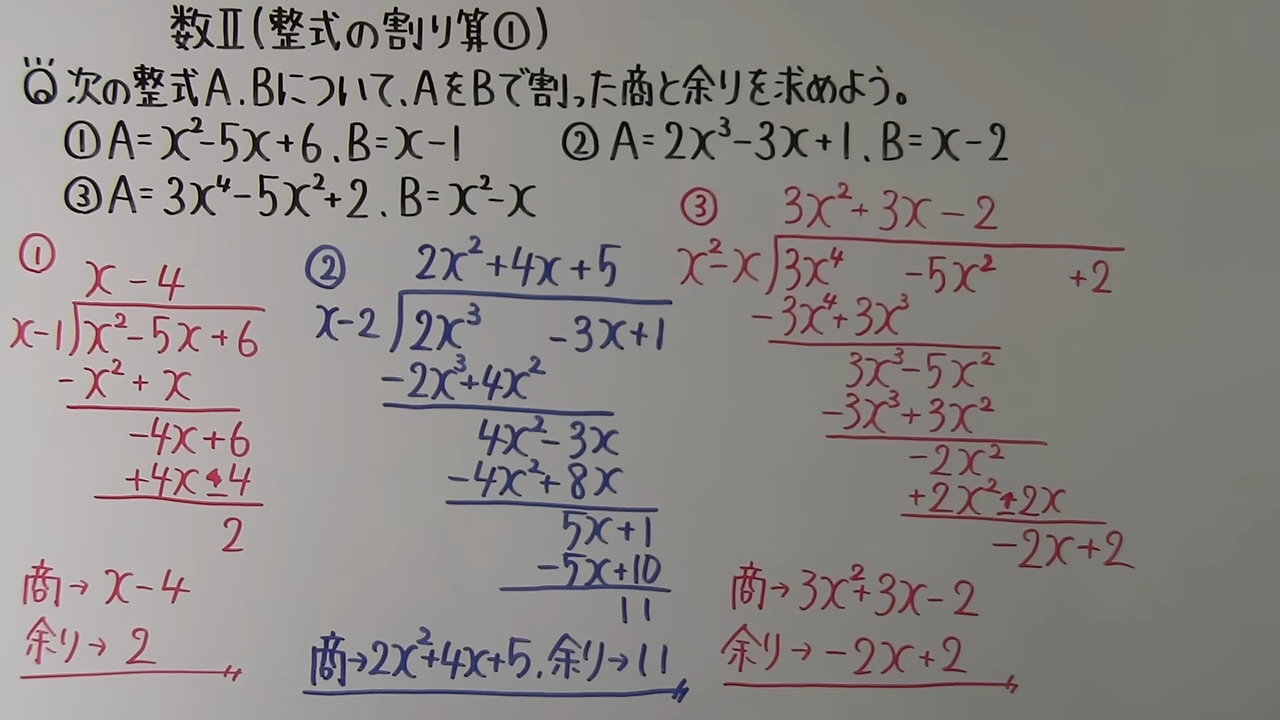 数Ⅱ(整式の割り算①)
Q次の整式A.Bについて、AをBで割った商と余りを求めよう。
①A=x²-5x+6.B=x-1 ②A=2x³-3x+1.B=x-2
③A=3x⁴-5x²+2.B=x²-x
①
x-4
x-1)x²-5x+6
-x²+x
-4x+6
+4x-4
2
商→x-4
余り→2
②
2x²+4x+5
x-2)2x³ -3x+1
-2x³+4x²
4x²-3x
-4x²+8x
5x+1
-5x+10
11
商→2x²+4x+5.余り→11
③
3x²+3x-2
x²-x)3x⁴ -5x² +2
-3x⁴+3x³
3x³-5x²
-3x³+3x²
-2x²
+2x²-2x
-2x+2
商→3x²+3x-2
余り→-2x+2